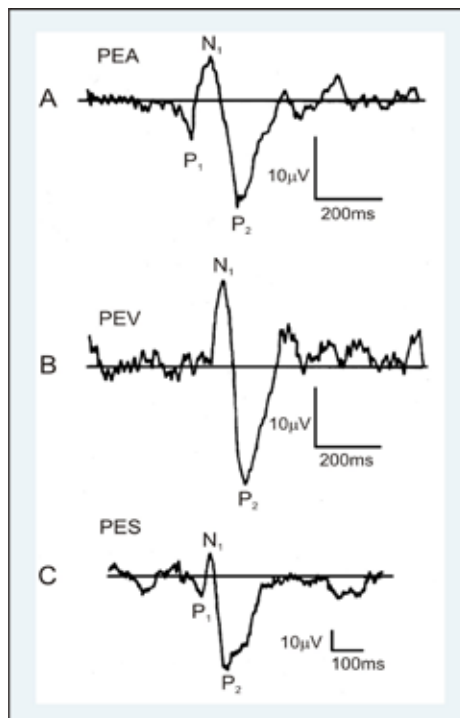 PEA
N₁
A
P₁
10μV
200ms
P₂
N₁
PEV
B
10μV
200ms
P₂
PES
N₁
C
P₁
10μV
100ms
P₂